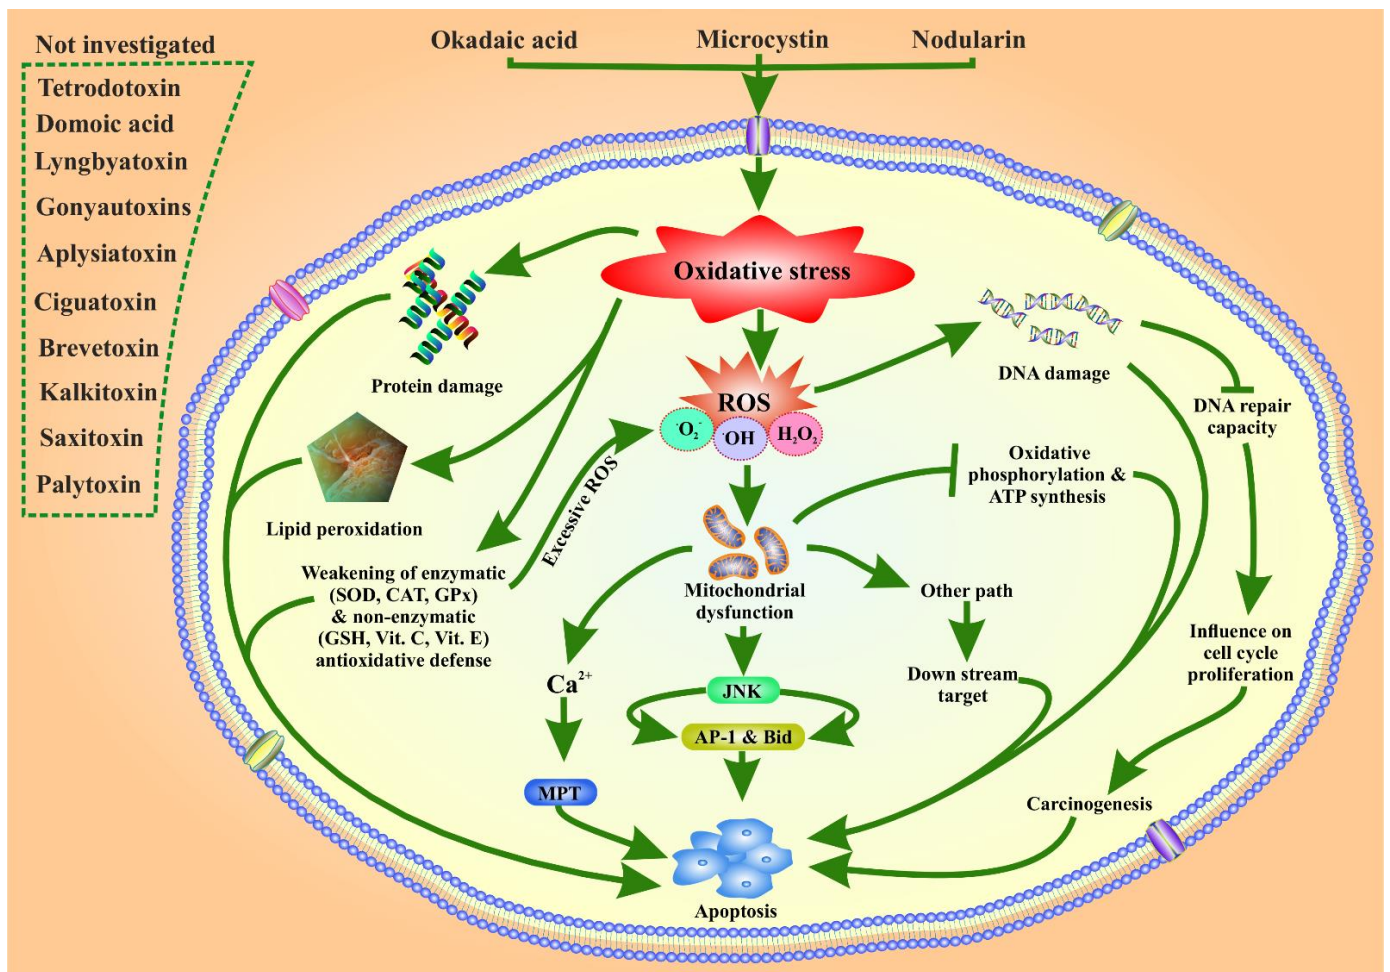 Not investigated
Tetrodotoxin
Domoic acid
Lyngbyatoxin
Gonyautoxins
Aplysiatoxin
Ciguatoxin
Brevetoxin
Kalkitoxin
Saxitoxin
Palytoxin
Okadaic acid
Microcystin
Nodularin
Oxidative stress
Protein damage
ROS
·O₂⁻
·OH
H₂O₂
DNA damage
DNA repair
capacity
Lipid peroxidation
Excessive ROS
Oxidative
phosphorylation &
ATP synthesis
Weakening of enzymatic
(SOD, CAT, GPx)
& non-enzymatic
(GSH, Vit. C, Vit. E)
antioxidative defense
Mitochondrial
dysfunction
Other path
Influence on
cell cycle
proliferation
Ca²⁺
JNK
Down stream
target
AP-1 & Bid
MPT
Carcinogenesis
Apoptosis